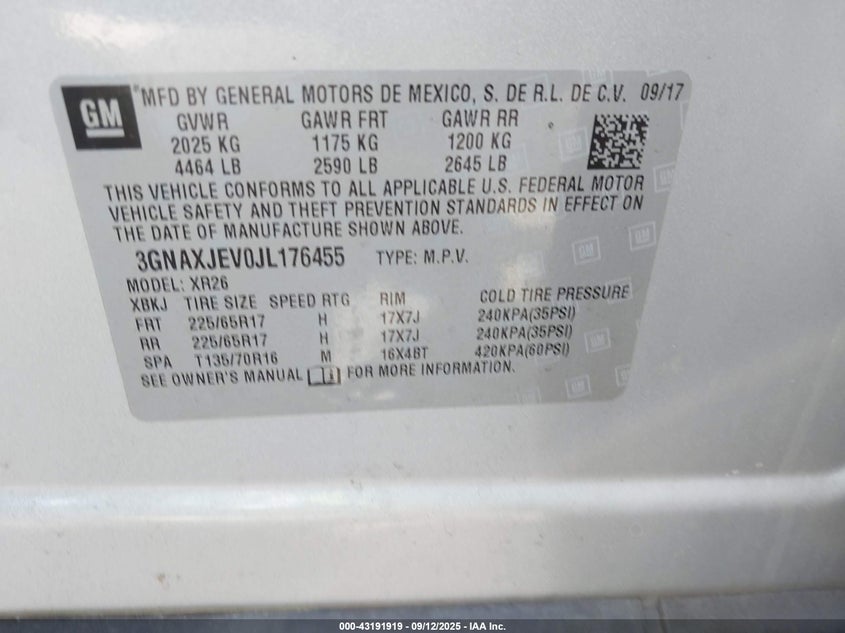 GM
MFD BY GENERAL MOTORS DE MEXICO, S. DE R.L. DE C.V. 09/17
GVWR GAWR FRT GAWR RR
2025 KG 1175 KG 1200 KG
4464 LB 2590 LB 2645 LB
THIS VEHICLE CONFORMS TO ALL APPLICABLE U.S. FEDERAL MOTOR
VEHICLE SAFETY AND THEFT PREVENTION STANDARDS IN EFFECT ON
THE DATE OF MANUFACTURE SHOWN ABOVE.
3GNAXJEV0JL176455 TYPE: M.P.V.
MODEL: XR26
XBKJ TIRE SIZE SPEED RTG RIM COLD TIRE PRESSURE
FRT 225/65R17 H 17X7J 240KPA(35PSI)
RR 225/65R17 H 17X7J 240KPA(35PSI)
SPA T135/70R16 M 16X4BT 420KPA(60PSI)
SEE OWNER'S MANUAL FOR MORE INFORMATION.
000-43191919 - 09/12/2025 - IAA Inc.